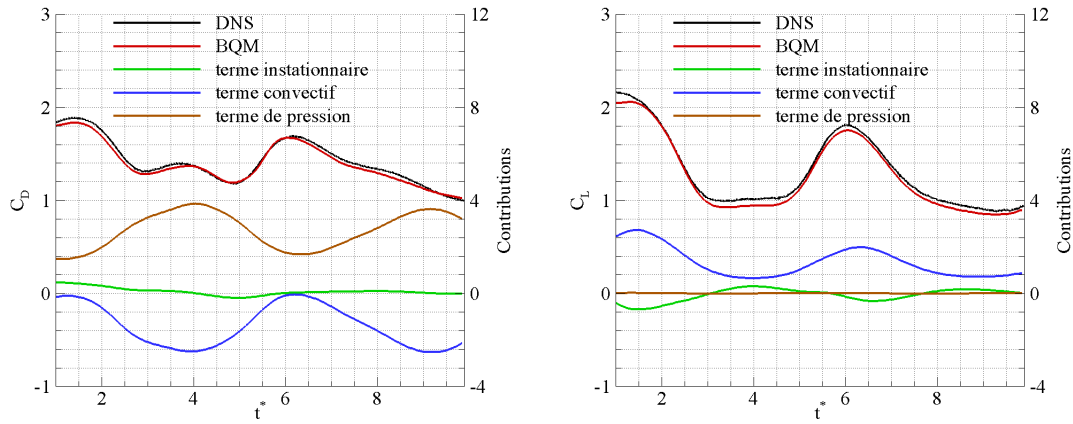 3
2
1
0
-1
C_D
2
4
6
8
t*
12
8
4
0
-4
Contributions
DNS
BQM
terme instationnaire
terme convectif
terme de pression
3
2
1
0
-1
C_L
2
4
6
8
t*
12
8
4
0
-4
Contributions
DNS
BQM
terme instationnaire
terme convectif
terme de pression